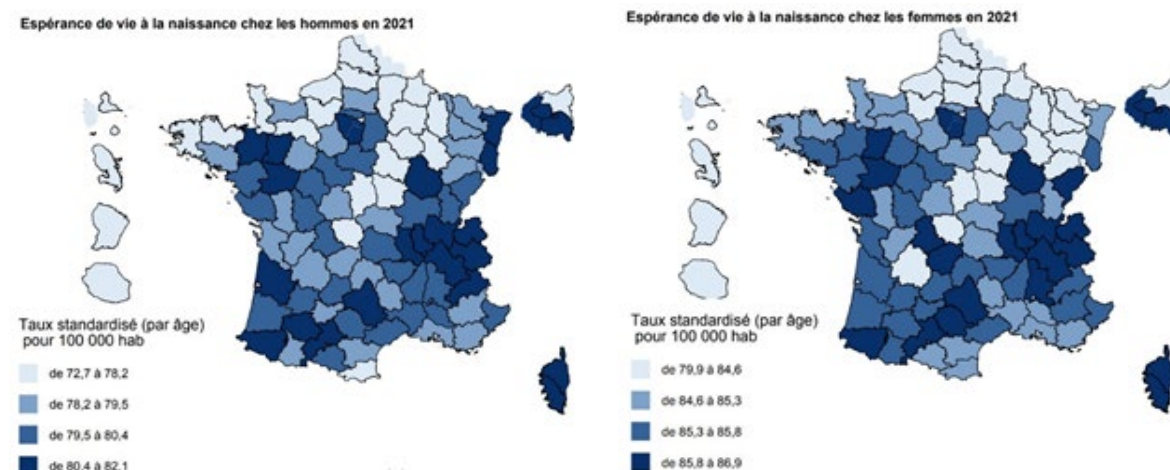 Espérance de vie à la naissance chez les hommes en 2021
Taux standardisé (par âge)
pour 100 000 hab
de 72,7 à 78,2
de 78,2 à 79,5
de 79,5 à 80,4
de 80,4 à 82,1
Espérance de vie à la naissance chez les femmes en 2021
Taux standardisé (par âge)
pour 100 000 hab
de 79,9 à 84,6
de 84,6 à 85,3
de 85,3 à 85,8
de 85,8 à 86,9